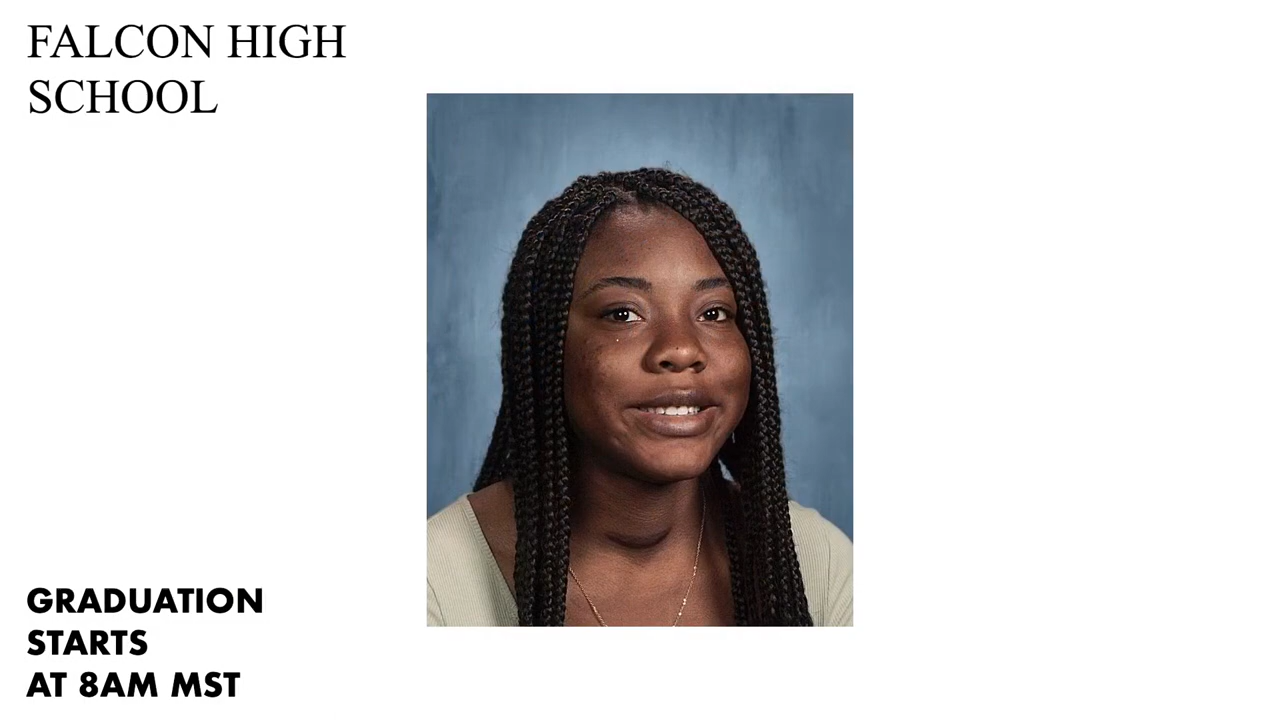 FALCON HIGH
SCHOOL
GRADUATION
STARTS
AT 8AM MST